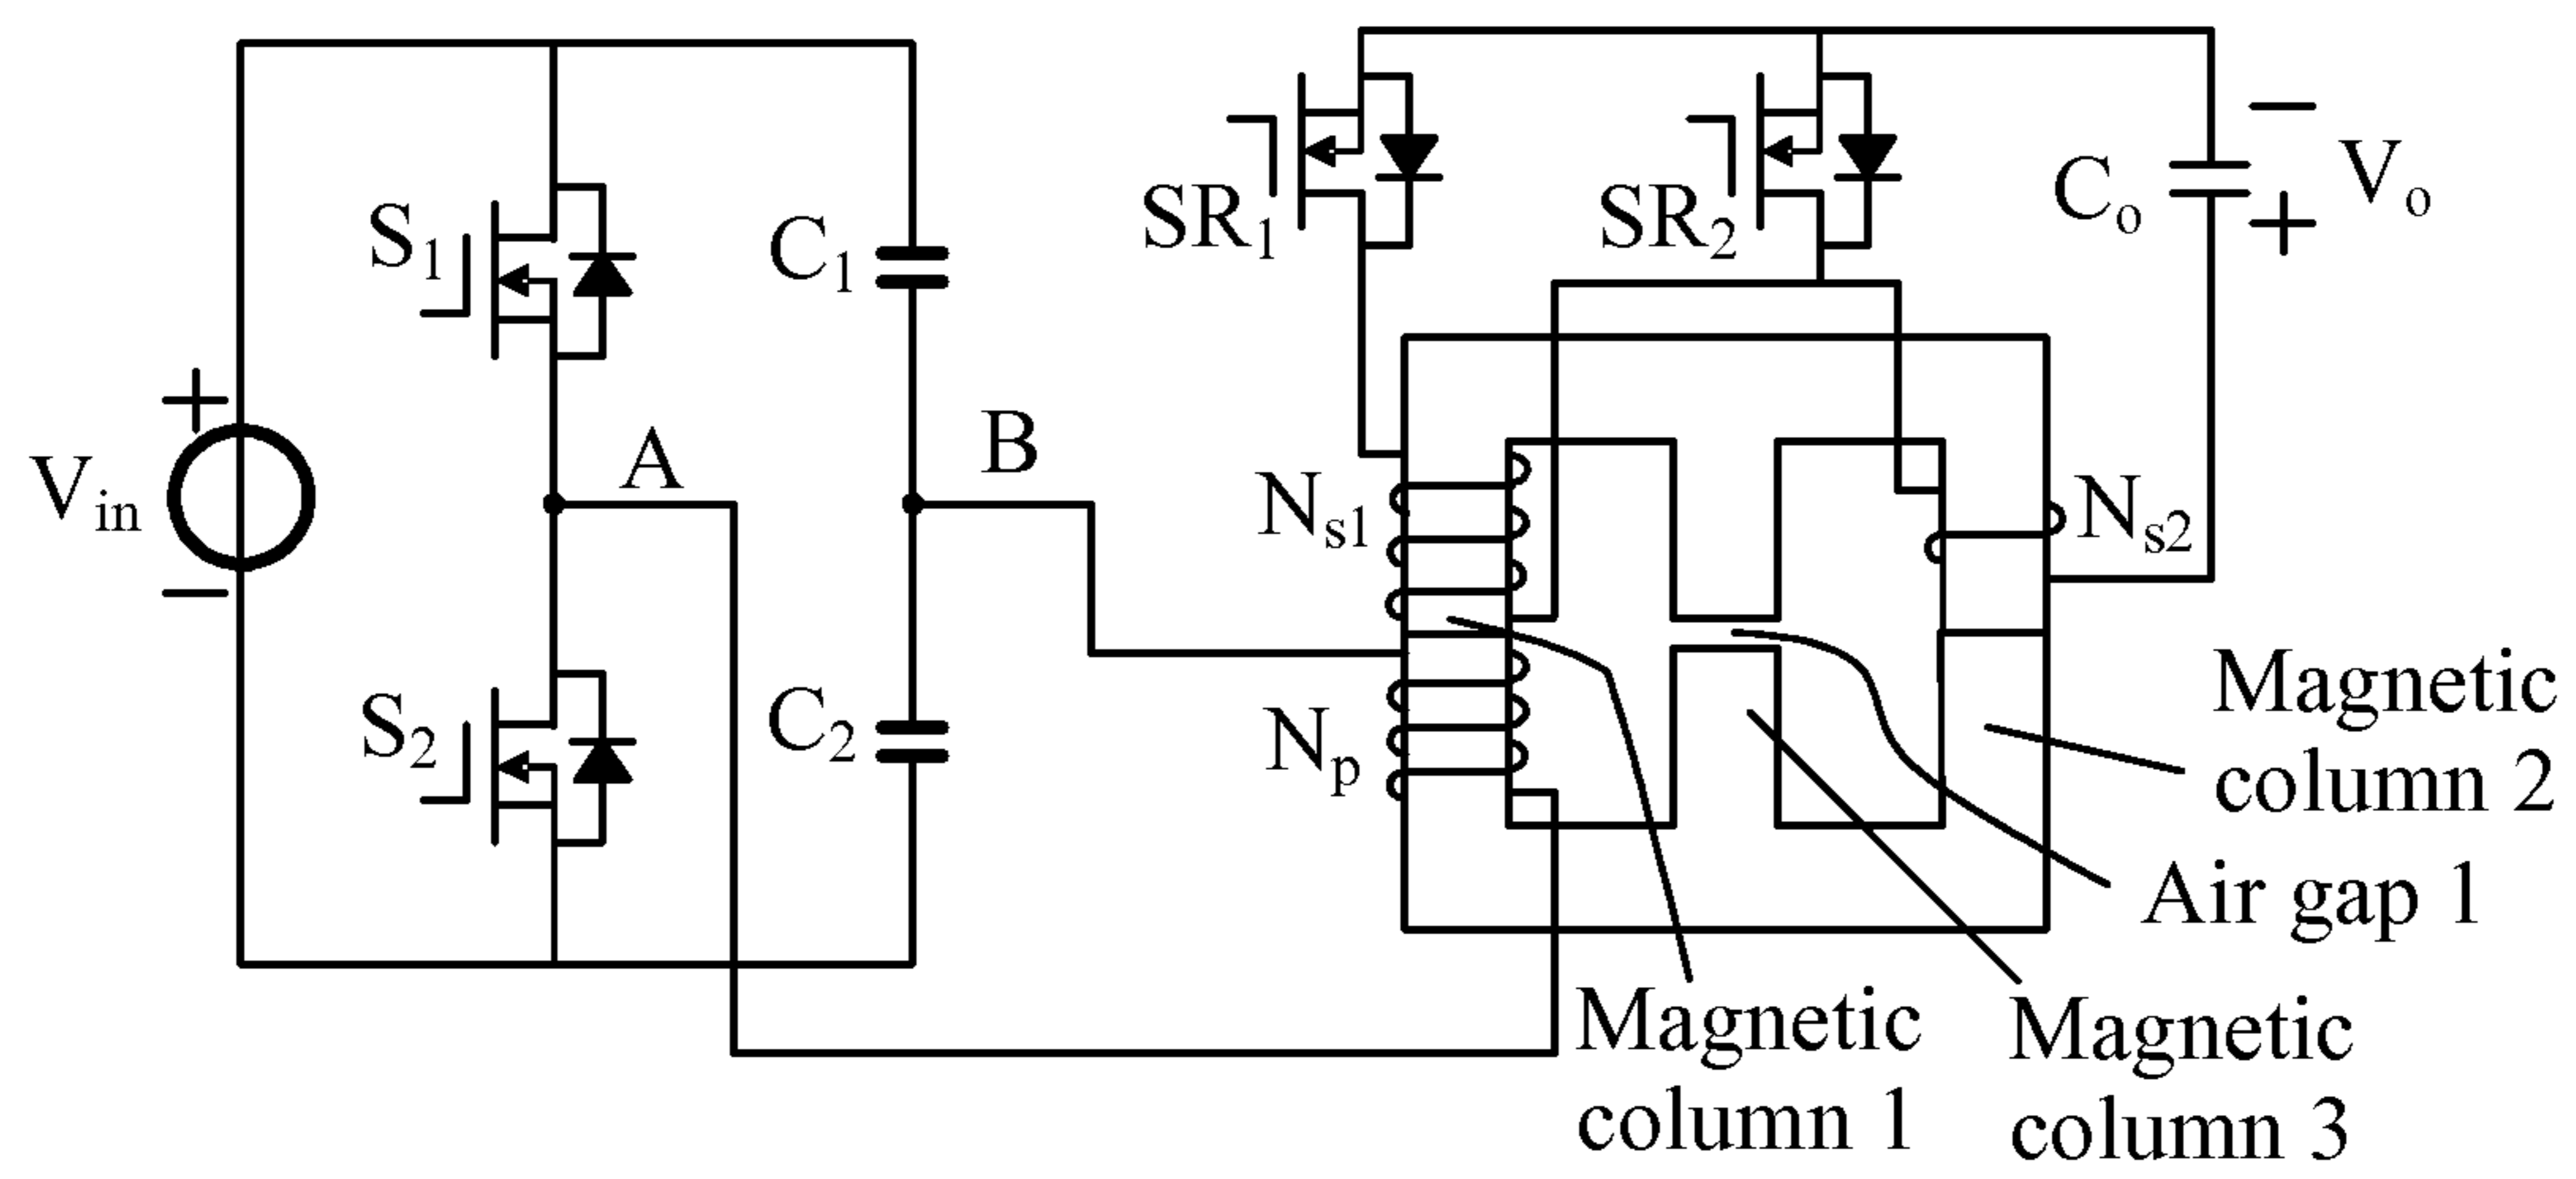 SR₁
SR₂
Cₒ
−
Vₒ
+
S₁
C₁
A
B
+
Vᵢₙ
−
Nₛ₁
Nₛ₂
S₂
C₂
Nₚ
Magnetic
column 2
Air gap 1
Magnetic
column 1
Magnetic
column 3